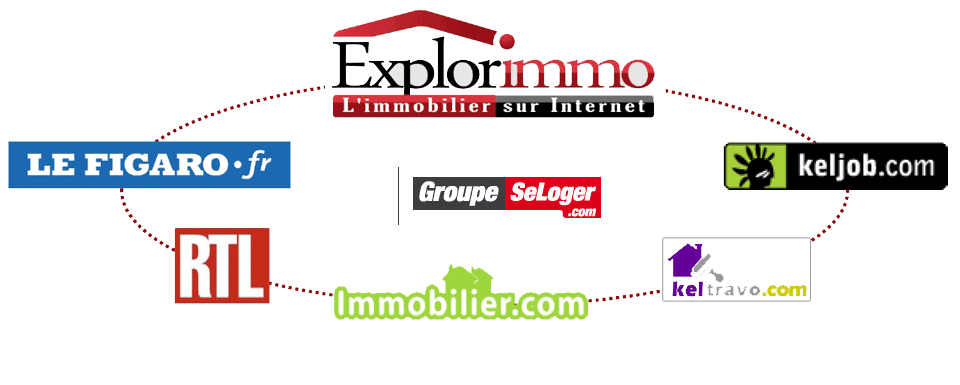 Explorimmo
L'immobilier sur Internet
LE FIGARO·fr
keljob.com
Groupe SeLoger
.com
RTL
keltravo.com
Immobilier.com